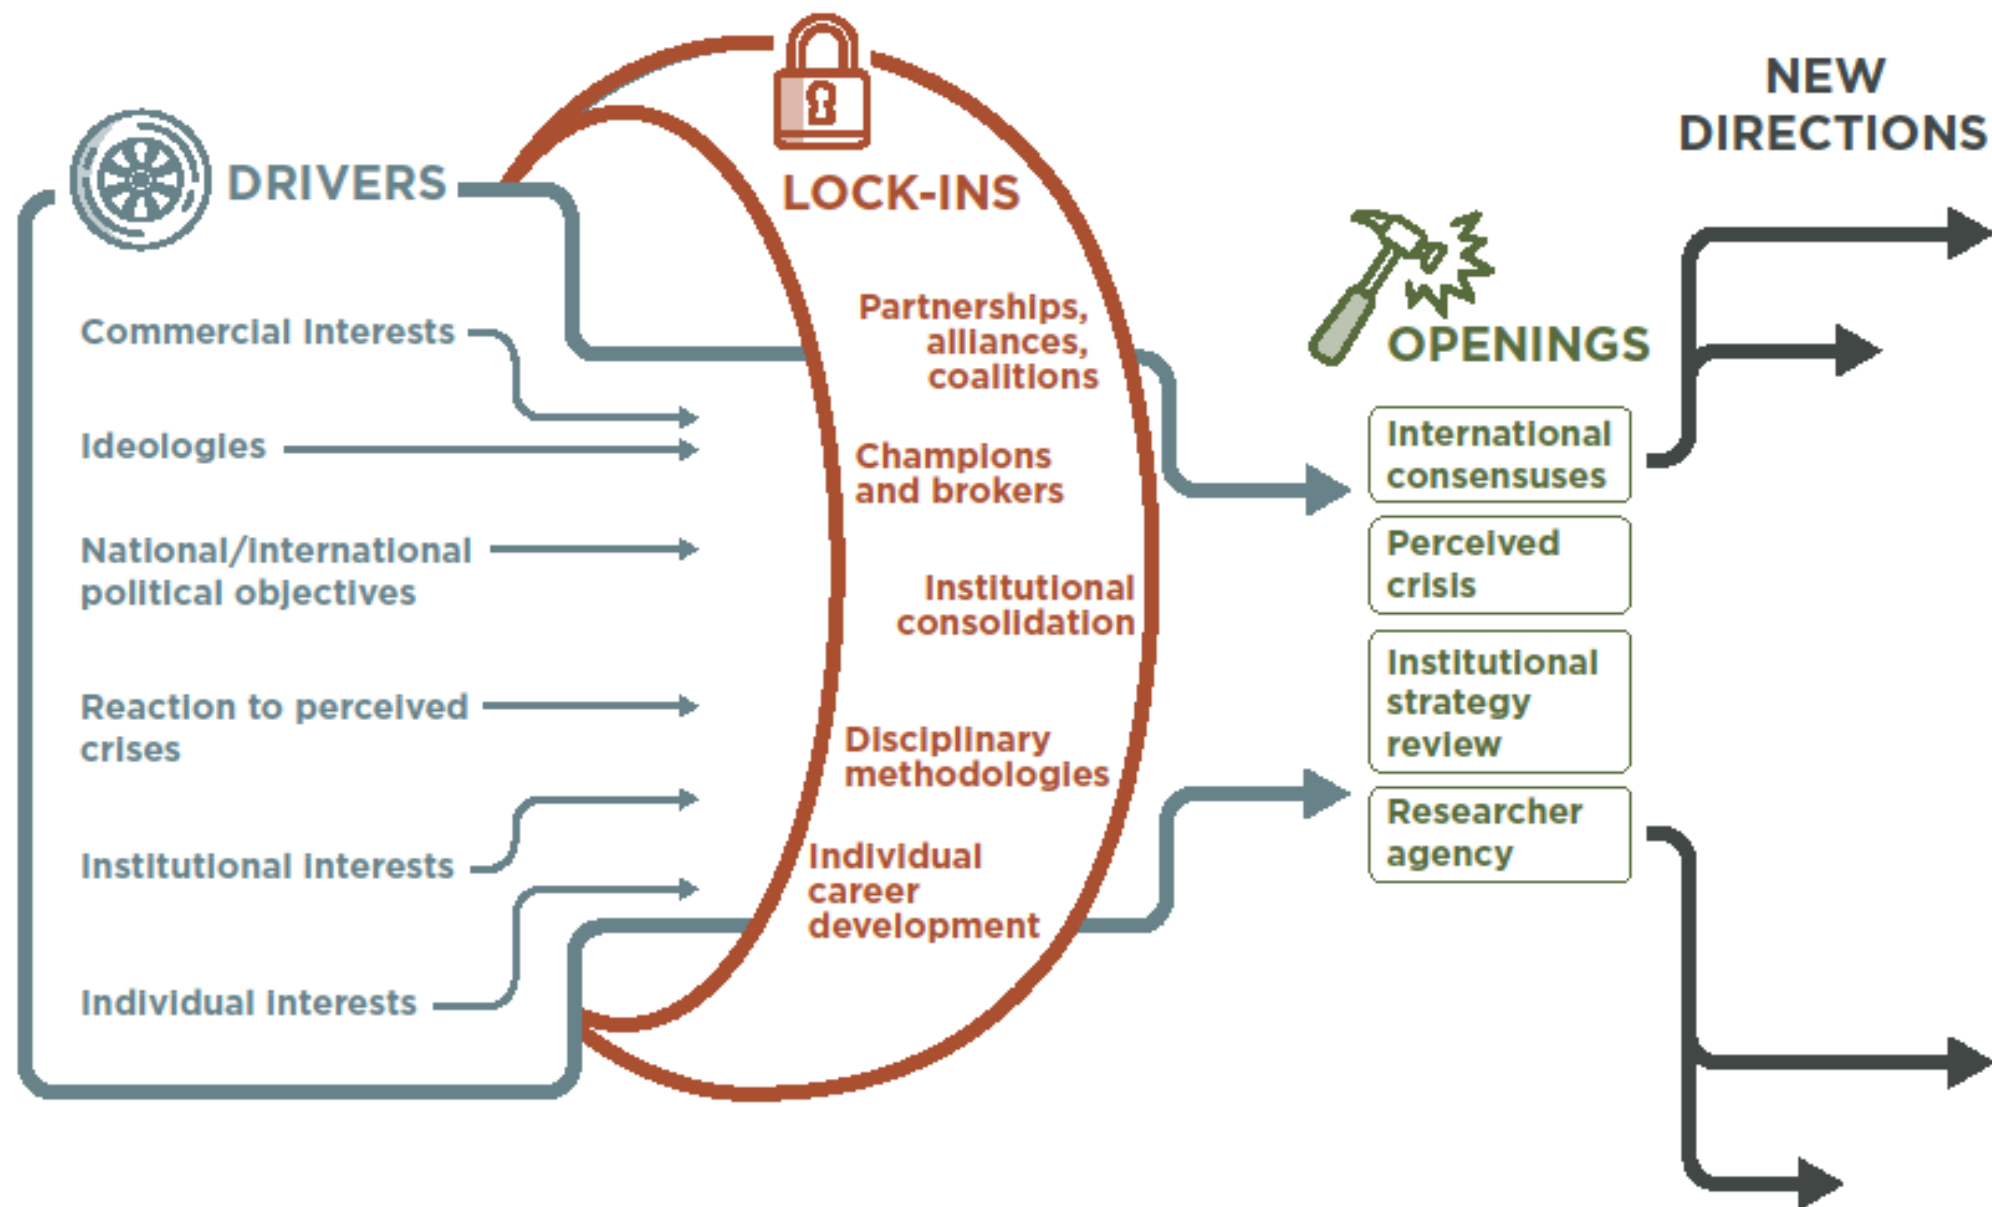 DRIVERS
Commercial interests
Ideologies
National/international
political objectives
Reaction to perceived
crises
Institutional interests
Individual interests
LOCK-INS
Partnerships,
alliances,
coalitions
Champions
and brokers
Institutional
consolidation
Disciplinary
methodologies
Individual
career
development
OPENINGS
International
consensuses
Perceived
crisis
Institutional
strategy
review
Researcher
agency
NEW
DIRECTIONS